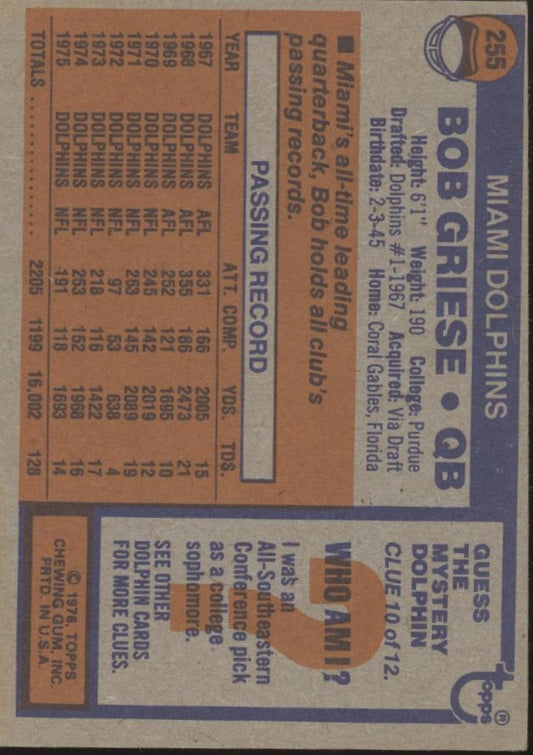 255
MIAMI DOLPHINS
BOB GRIESE • QB
Height: 6'1" Weight: 190 College: Purdue
Drafted: Dolphins #1-1967 Acquired: Via Draft
Birthdate: 2-3-45 Home: Coral Gables, Florida
■ Miami's all-time leading
quarterback, Bob holds all club's
passing records.
PASSING RECORD
YEAR TEAM ATT. COMP. YDS. TDS.
1967 DOLPHINS AFL 331 166 2005 15
1968 DOLPHINS AFL 355 186 2473 21
1969 DOLPHINS AFL 252 121 1695 10
1970 DOLPHINS NFL 245 142 2019 12
1971 DOLPHINS NFL 263 145 2089 19
1972 DOLPHINS NFL 97 53 638 4
1973 DOLPHINS NFL 218 116 1422 17
1974 DOLPHINS NFL 253 152 1968 16
1975 DOLPHINS NFL 191 118 1693 14
TOTALS .................. 2205 1199 16,002 128
topps®
GUESS
THE
MYSTERY
DOLPHIN
CLUE 10 of 12.
?
WHO AM I?
I was an
All-Southeastern
Conference pick
as a college
sophomore.
SEE OTHER
DOLPHIN CARDS
FOR MORE CLUES.
© 1976, TOPPS
CHEWING GUM, INC.
PRTD. IN U.S.A.